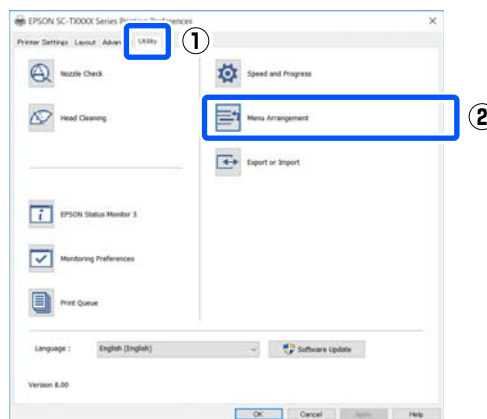 EPSON SC-TXXXX Series Printing Preferences
Printer Settings Layout Advan Utility ①
Nozzle Check
Speed and Progress
Head Cleaning
Menu Arrangement ②
Export or Import
EPSON Status Monitor 3
Monitoring Preferences
Print Queue
Language : English (English) Software Update
Version 8.00
OK Cancel Apply Help